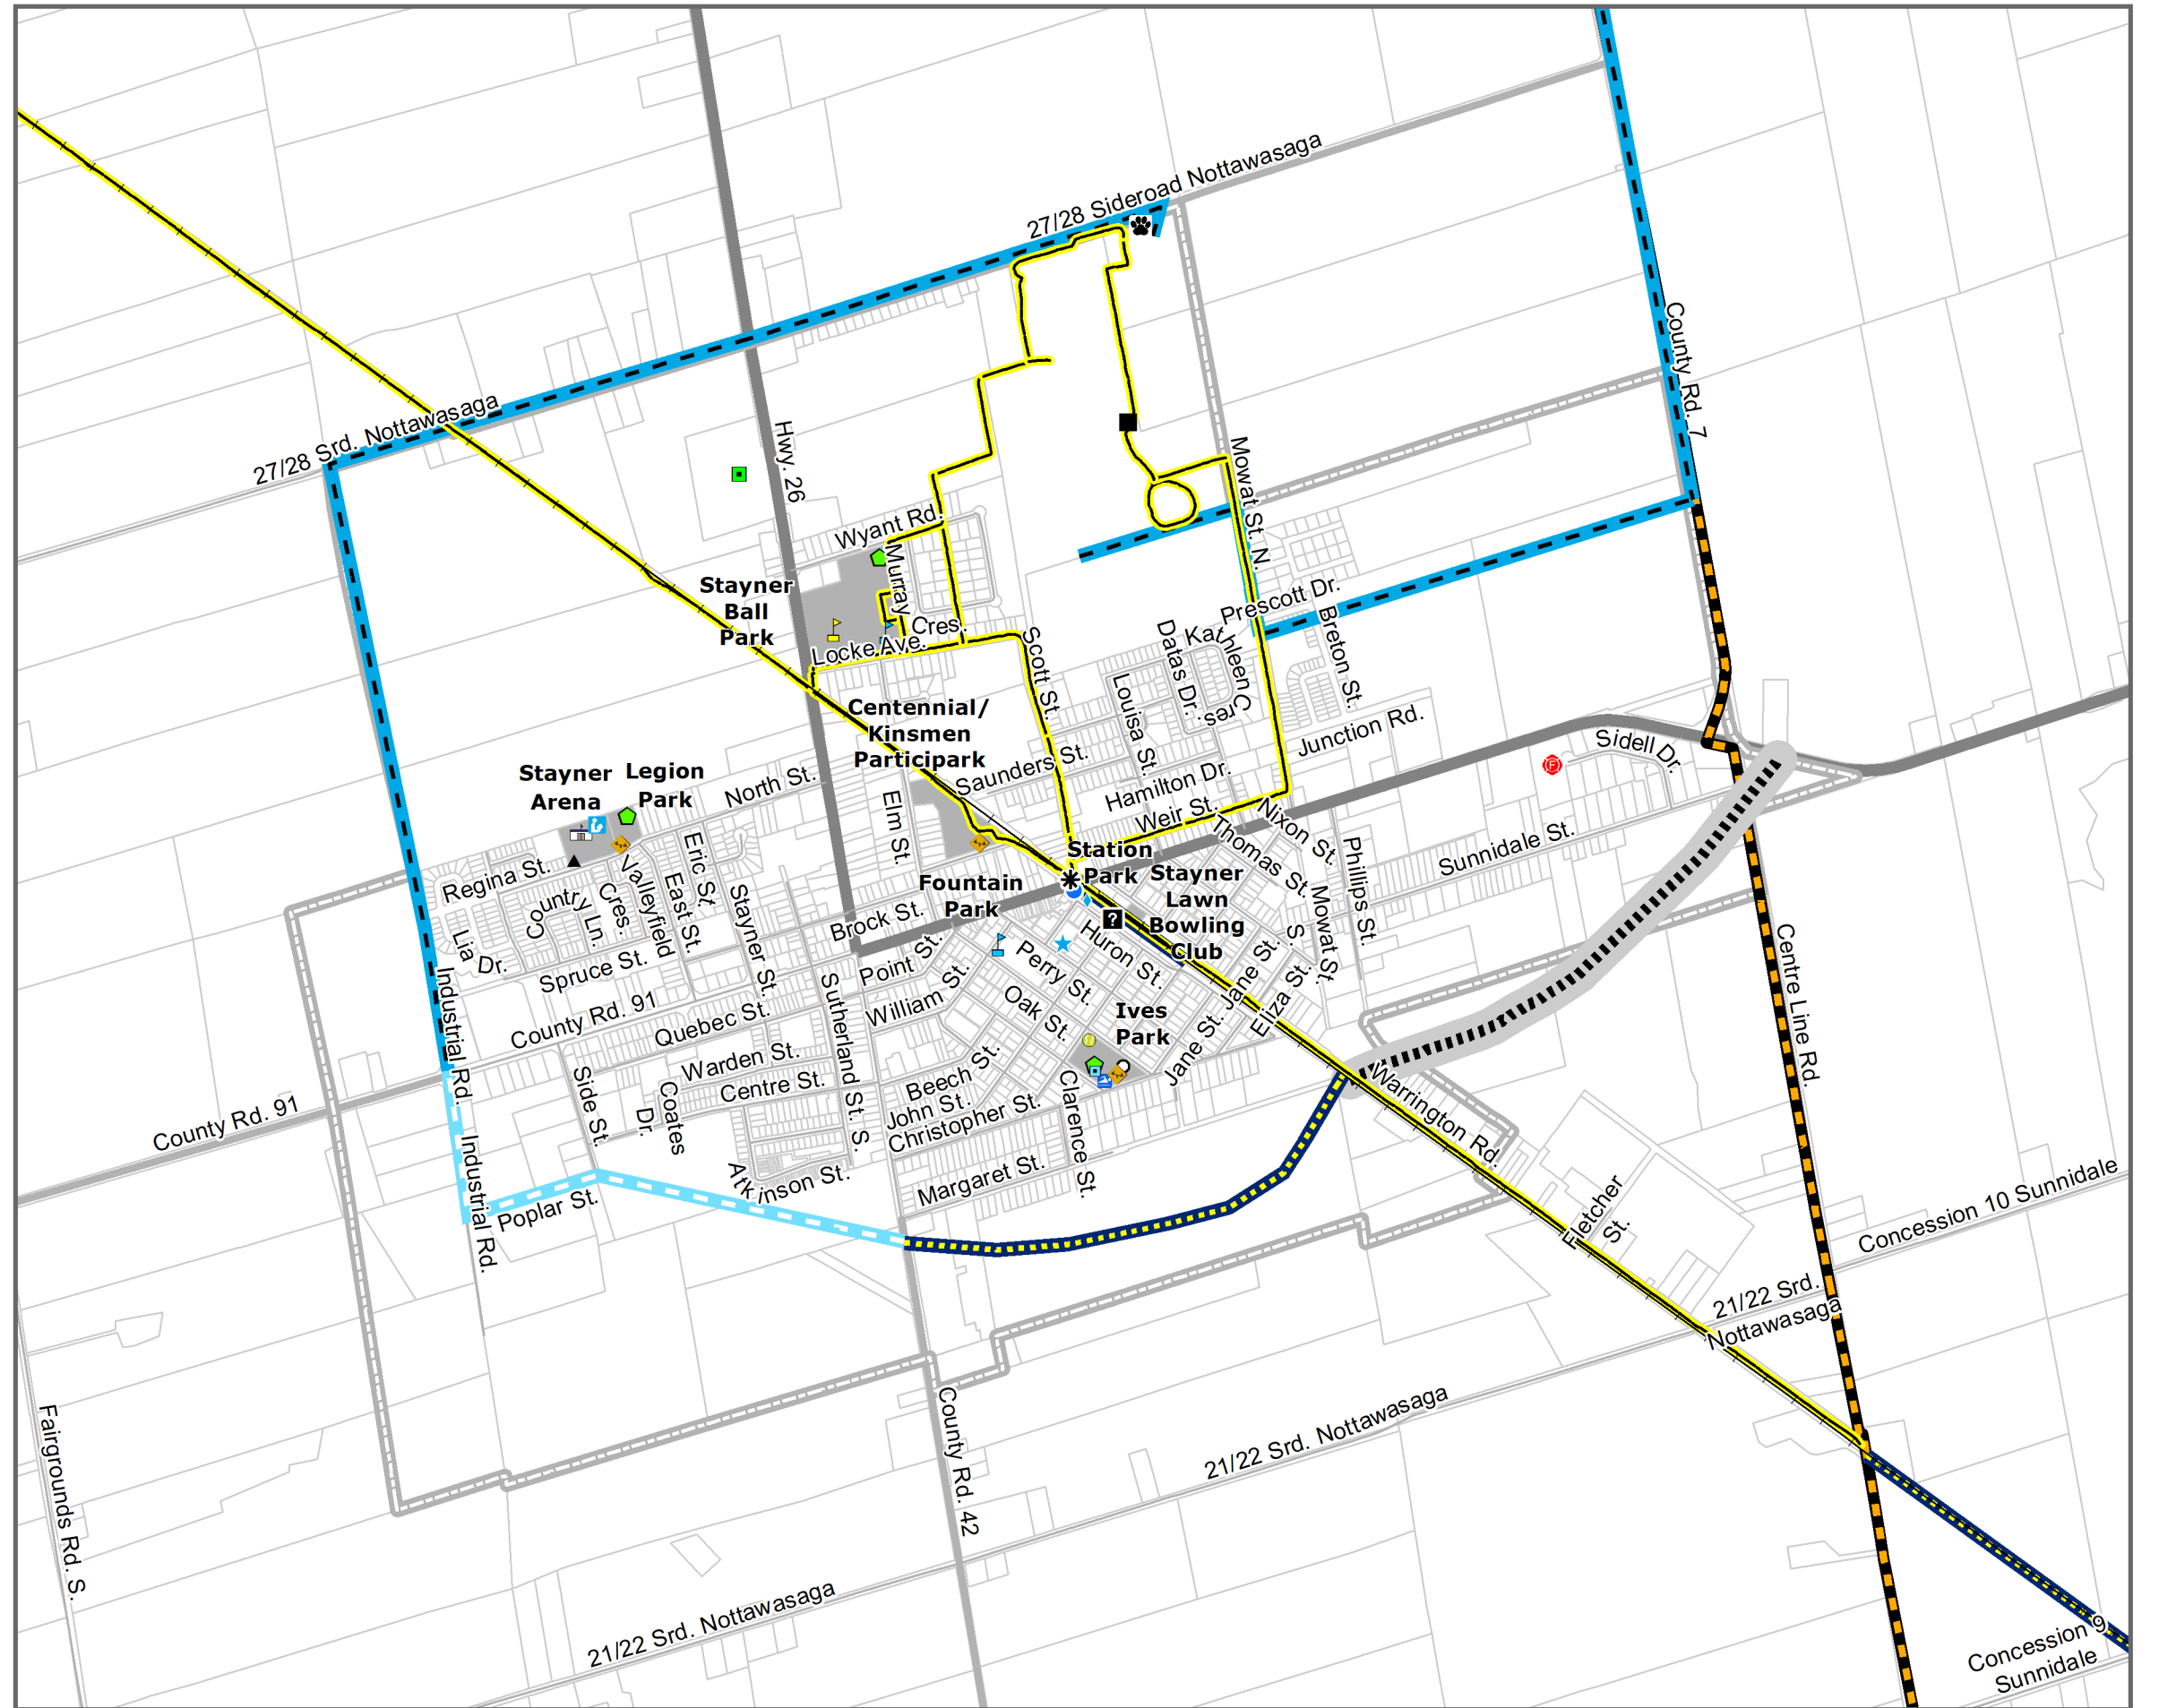 27/28 Sideroad Nottawasaga
County Rd. 7
27/28 Srd. Nottawasaga
Hwy. 26
Mowat St. N.
Wyant Rd.
Murray
Cres.
Stayner
Ball
Park
Locke Ave.
Scott St.
Prescott Dr.
Kathleen Cres.
Datas Dr.
Breton St.
Louisa St.
Junction Rd.
Sidell Dr.
Centennial/
Kinsmen
Participark
Saunders St.
Hamilton Dr.
Weir St.
Stayner
Arena
Legion
Park
North St.
Elm St.
Nixon St.
Thomas St.
Phillips St.
Sunnidale St.
Station
Park
Stayner
Lawn
Bowling
Club
Fountain
Park
?
F
Regina St.
Country Ln.
Cres.
Valleyfield
East St.
Eric St.
Stayner St.
Brock St.
Lia Dr.
Spruce St.
Point St.
Perry St.
Huron St.
S.
Mowat St.
Centre Line Rd.
County Rd. 91
Quebec St.
William St.
Oak St.
Jane St.
Eliza St.
Ives
Park
Industrial Rd.
Warden St.
Centre St.
Sutherland St. S.
Beech St.
John St.
Christopher St.
Clarence St.
Jane St.
Warrington Rd.
County Rd. 91
Side St.
Coates
Dr.
Atkinson St.
Margaret St.
Industrial Rd.
Poplar St.
Fletcher
St.
Concession 10 Sunnidale
21/22 Srd.
Nottawasaga
Fairgrounds Rd. S.
County Rd. 42
21/22 Srd. Nottawasaga
21/22 Srd. Nottawasaga
Concession 9
Sunnidale